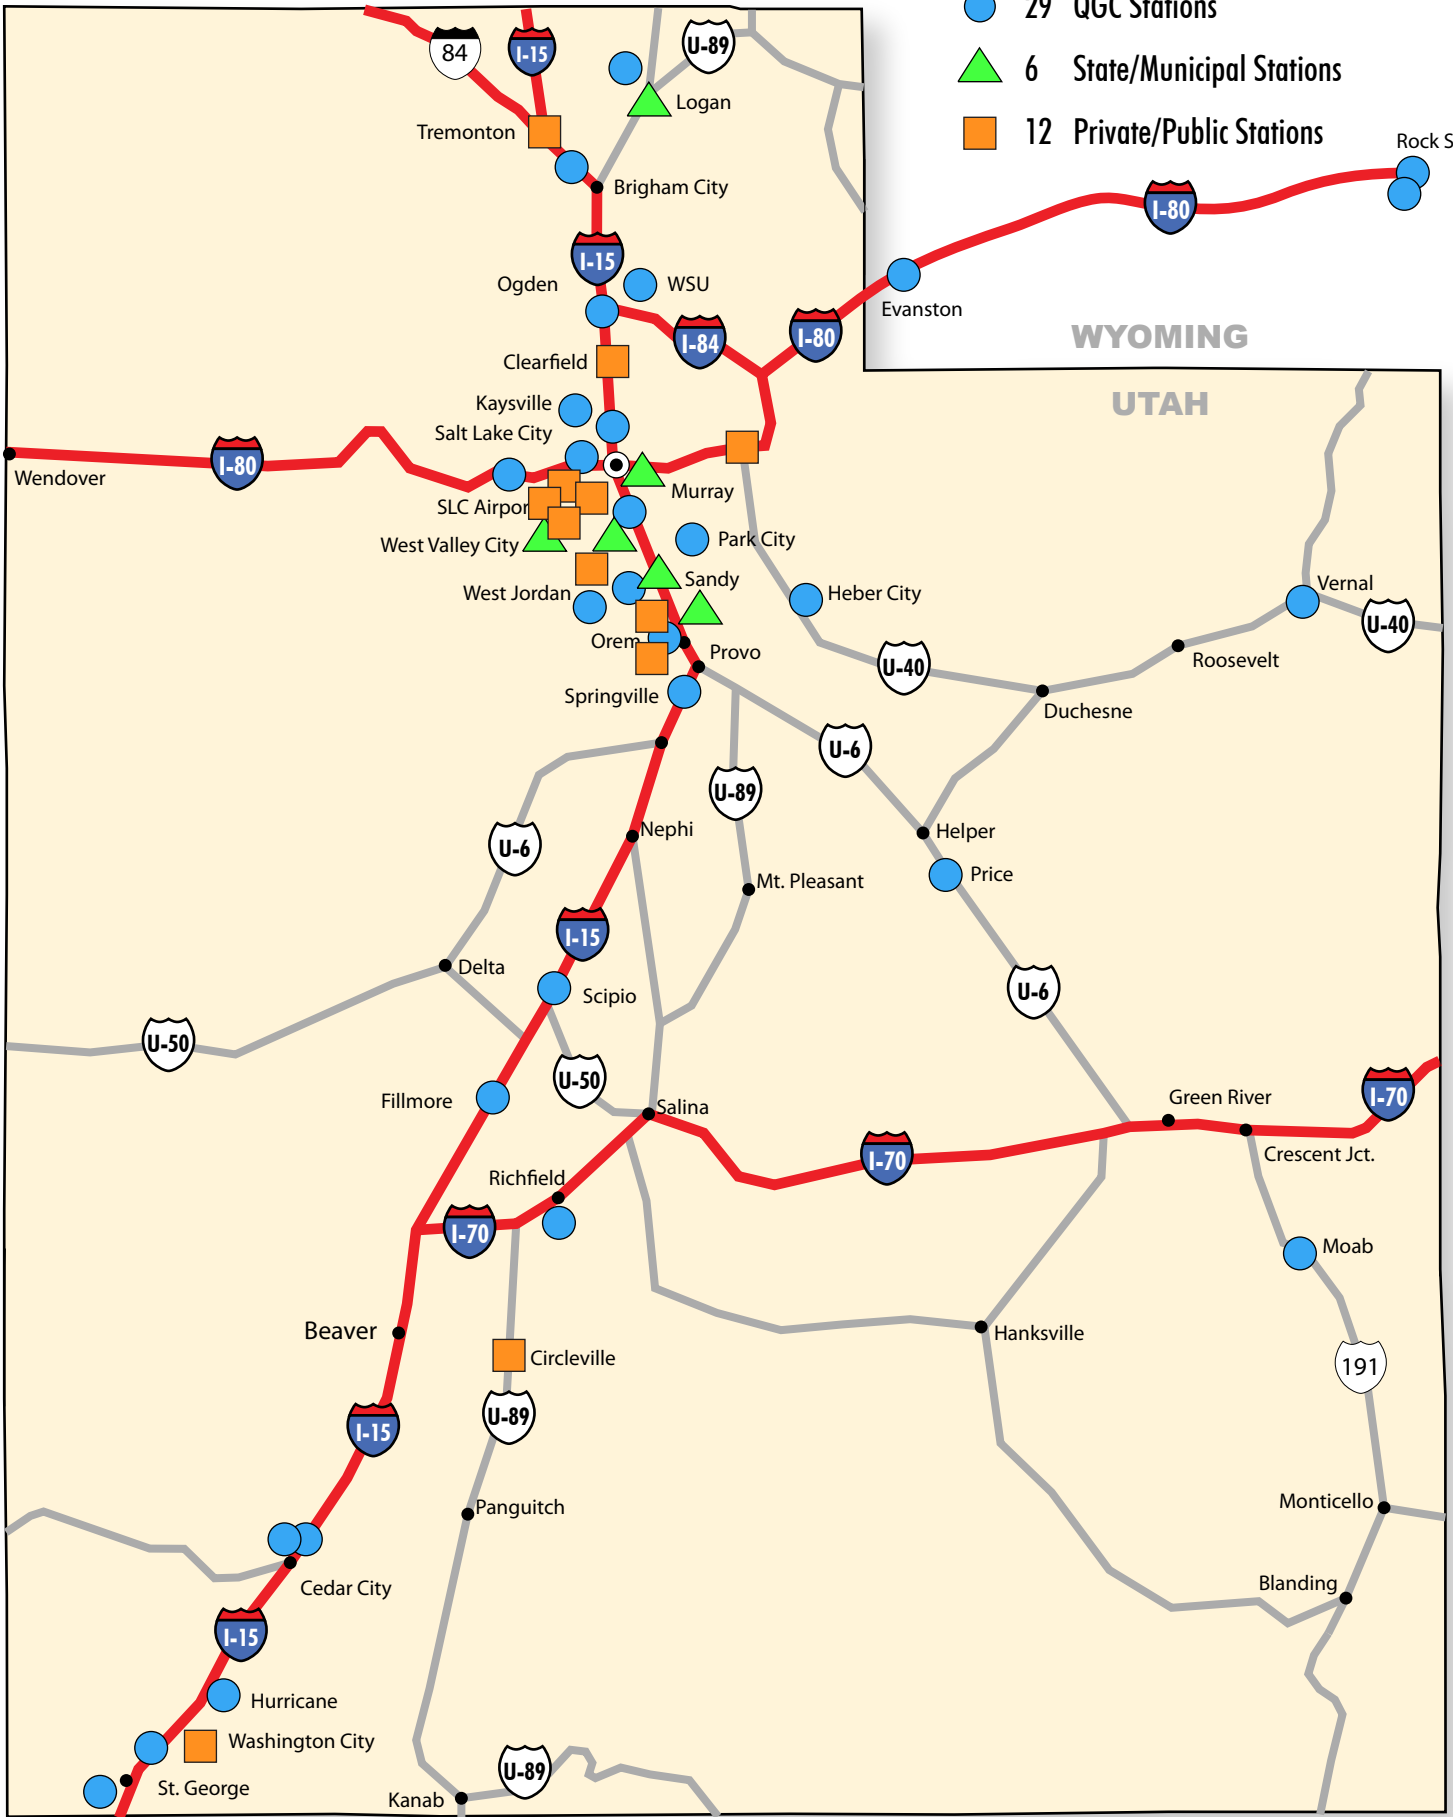 29 QGC Stations
6 State/Municipal Stations
12 Private/Public Stations
84
I-15
U-89
Logan
Tremonton
Brigham City
Rock S
I-80
I-15
Ogden
WSU
Evanston
I-84
I-80
WYOMING
UTAH
Clearfield
Kaysville
Salt Lake City
Wendover
I-80
SLC Airpor
Murray
West Valley City
Park City
Sandy
West Jordan
Heber City
Vernal
U-40
Orem
Provo
U-40
Roosevelt
Springville
Duchesne
U-6
U-89
Nephi
Helper
U-6
Price
Mt. Pleasant
I-15
Delta
Scipio
U-6
U-50
U-50
Fillmore
Salina
Green River
I-70
Crescent Jct.
I-70
Richfield
I-70
Moab
Beaver
Hanksville
Circleville
191
U-89
I-15
Panguitch
Monticello
Cedar City
Blanding
I-15
Hurricane
Washington City
St. George
U-89
Kanab